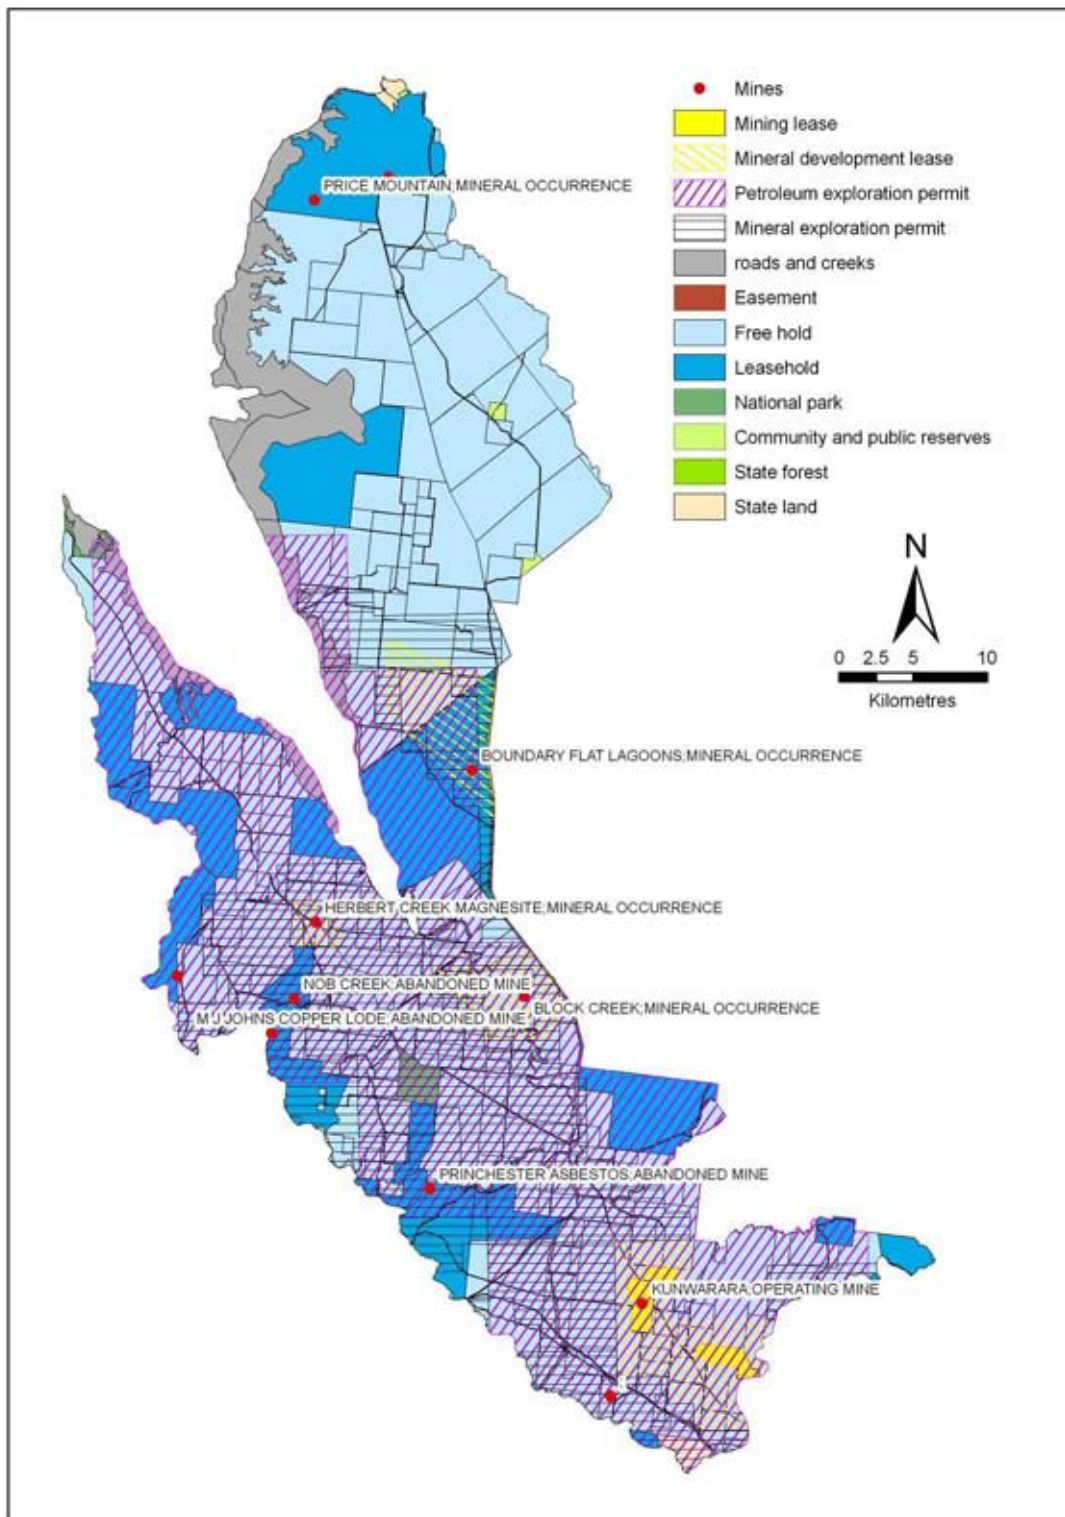 Mines
Mining lease
Mineral development lease
Petroleum exploration permit
Mineral exploration permit
roads and creeks
Easement
Free hold
Leasehold
National park
Community and public reserves
State forest
State land
N
0 2.5 5 10
Kilometres
PRICE MOUNTAIN;MINERAL OCCURRENCE
BOUNDARY FLAT LAGOONS;MINERAL OCCURRENCE
HERBERT CREEK MAGNESITE;MINERAL OCCURRENCE
NOB CREEK;ABANDONED MINE
BLOCK CREEK;MINERAL OCCURRENCE
M J JOHNS COPPER LODE;ABANDONED MINE
PRINCHESTER ASBESTOS;ABANDONED MINE
KUNWARARA;OPERATING MINE